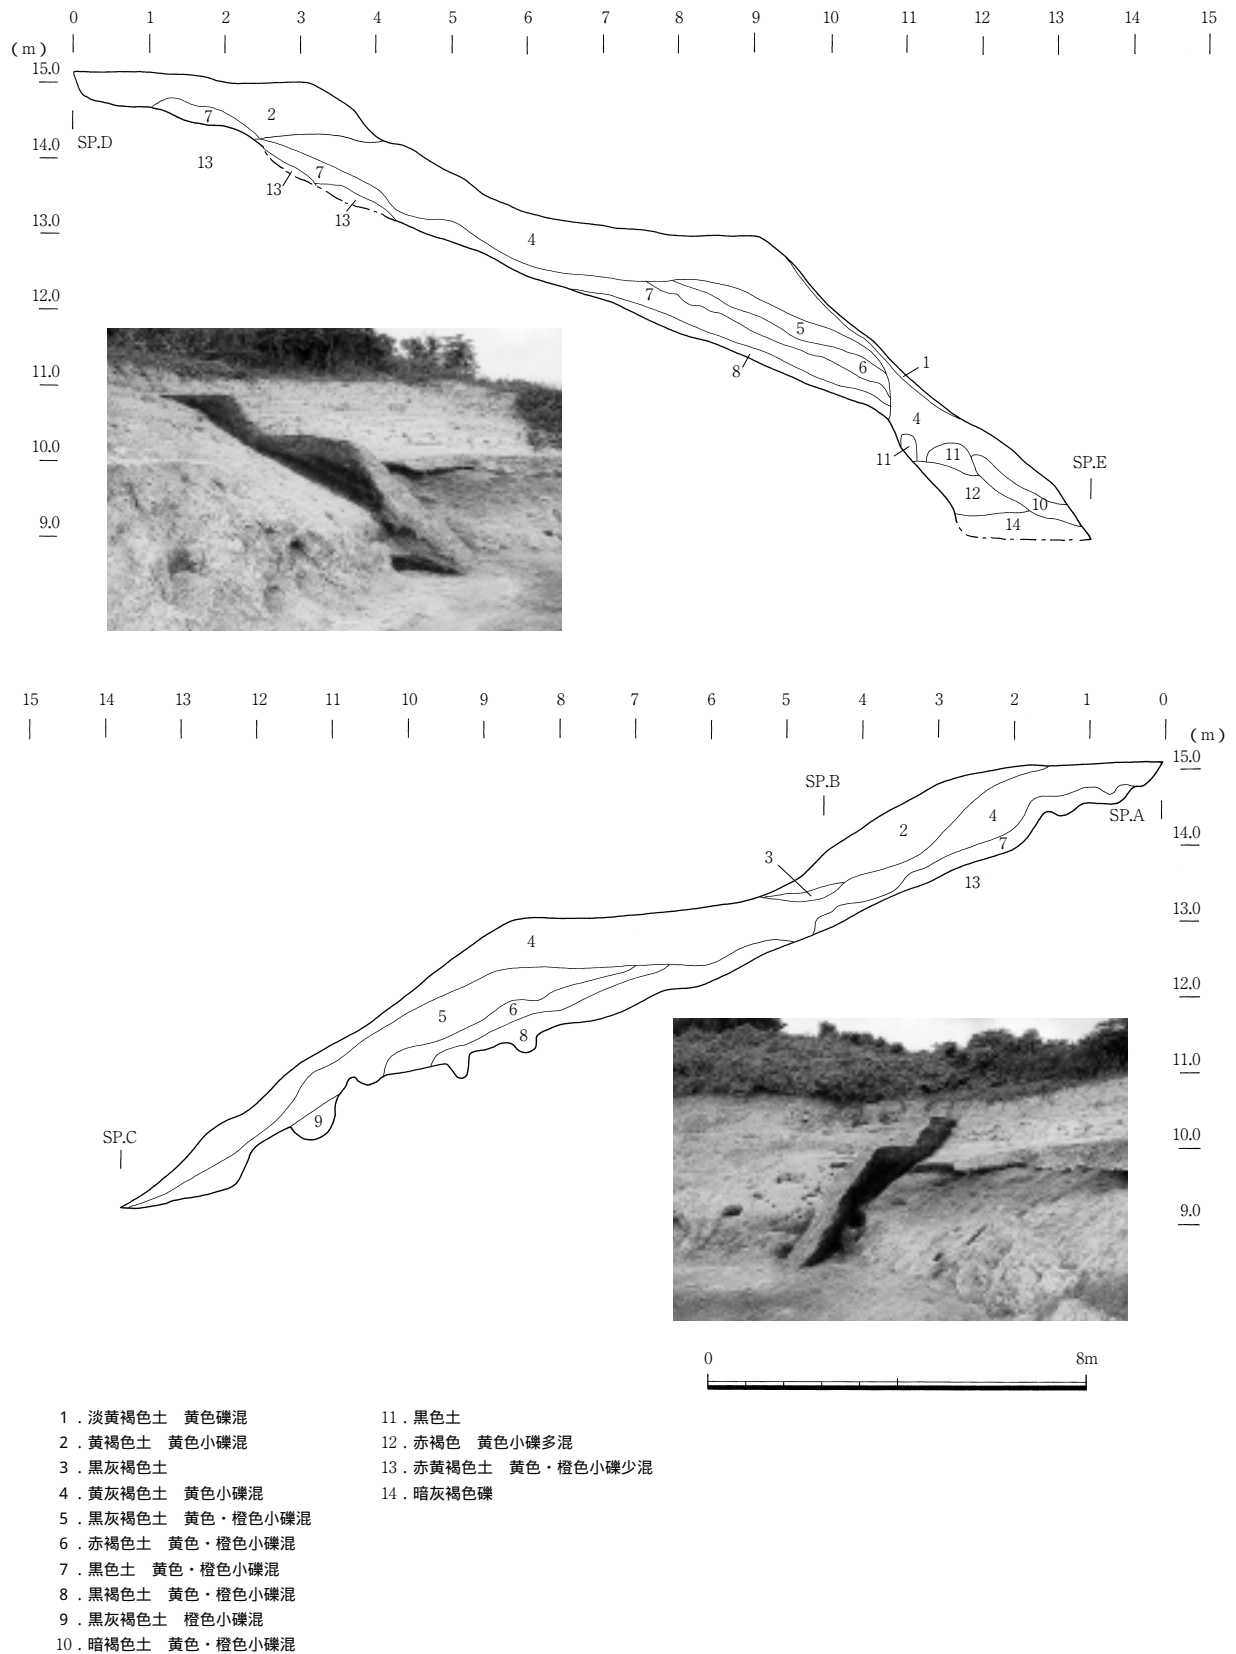 0 1 2 3 4 5 6 7 8 9 10 11 12 13 14 15
(m)
15.0
2
7
SP.D
14.0
13
7
13
13
13.0
4
12.0
7
5
1
11.0
8
6
4
10.0
11
11
SP.E
12
10
9.0
14
15 14 13 12 11 10 9 8 7 6 5 4 3 2 1 0
(m)
15.0
SP.B
4
SP.A
2
14.0
7
3
13
13.0
4
12.0
5
6
8
11.0
9
SP.C
10.0
9.0
0 8m
1．淡黄褐色土　黄色礫混
2．黄褐色土　黄色小礫混
3．黒灰褐色土
4．黄灰褐色土　黄色小礫混
5．黒灰褐色土　黄色・橙色小礫混
6．赤褐色土　黄色・橙色小礫混
7．黒色土　黄色・橙色小礫混
8．黒褐色土　黄色・橙色小礫混
9．黒灰褐色土　橙色小礫混
10．暗褐色土　黄色・橙色小礫混
11．黒色土
12．赤褐色　黄色小礫多混
13．赤黄褐色土　黄色・橙色小礫少混
14．暗灰褐色礫